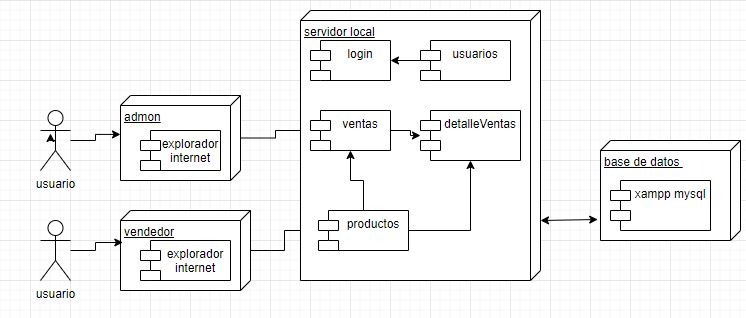 servidor local
login
usuarios
admon
explorador
internet
usuario
ventas
detalleVentas
base de datos
xampp mysql
vendedor
explorador
internet
usuario
productos